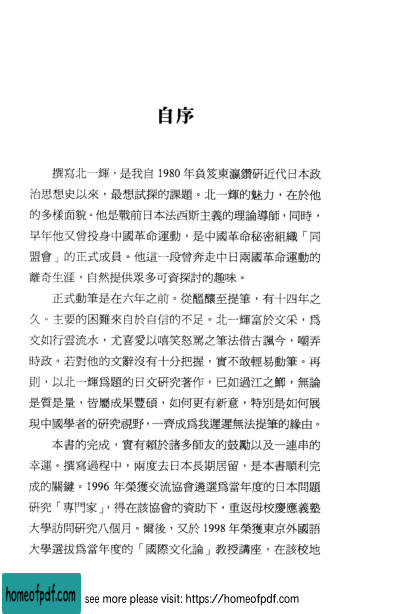 自序
撰寫北一輝，是我自 1980 年負笈東瀛鑽研近代日本政
治思想史以來，最想試探的課題。北一輝的魅力，在於他
的多樣面貌。他是戰前日本法西斯主義的理論導師，同時，
早年他又曾投身中國革命運動，是中國革命秘密組織「同
盟會」的正式成員。他這一段曾奔走中日兩國革命運動的
離奇生涯，自然提供眾多可資探討的趣味。
正式動筆是在六年之前。從醞釀至提筆，有十四年之
久。主要的困難來自於自信的不足。北一輝富於文采，為
文如行雲流水，尤喜愛以嘻笑怒罵之筆法借古諷今，嘲弄
時政。若對他的文辭沒有十分把握，實不敢輕易動筆。再
則，以北一輝為題的日文研究著作，已如過江之鯽，無論
是質是量，皆屬成果豐碩，如何更有新意，特別是如何展
現中國學者的研究視野，一齊成為我遲遲無法提筆的緣由。
本書的完成，實有賴於諸多師友的鼓勵以及一連串的
幸運。撰寫過程中，兩度去日本長期居留，是本書順利完
成的關鍵。1996 年榮獲交流協會遴選為當年度的日本問題
研究「專門家」，得在該協會的資助下，重返母校慶應義塾
大學訪問研究八個月。爾後，又於 1998 年榮獲東京外國語
大學選拔為當年度的「國際文化論」教授講座，在該校地
homeofpdf.com
see more please visit: https://homeofpdf.com